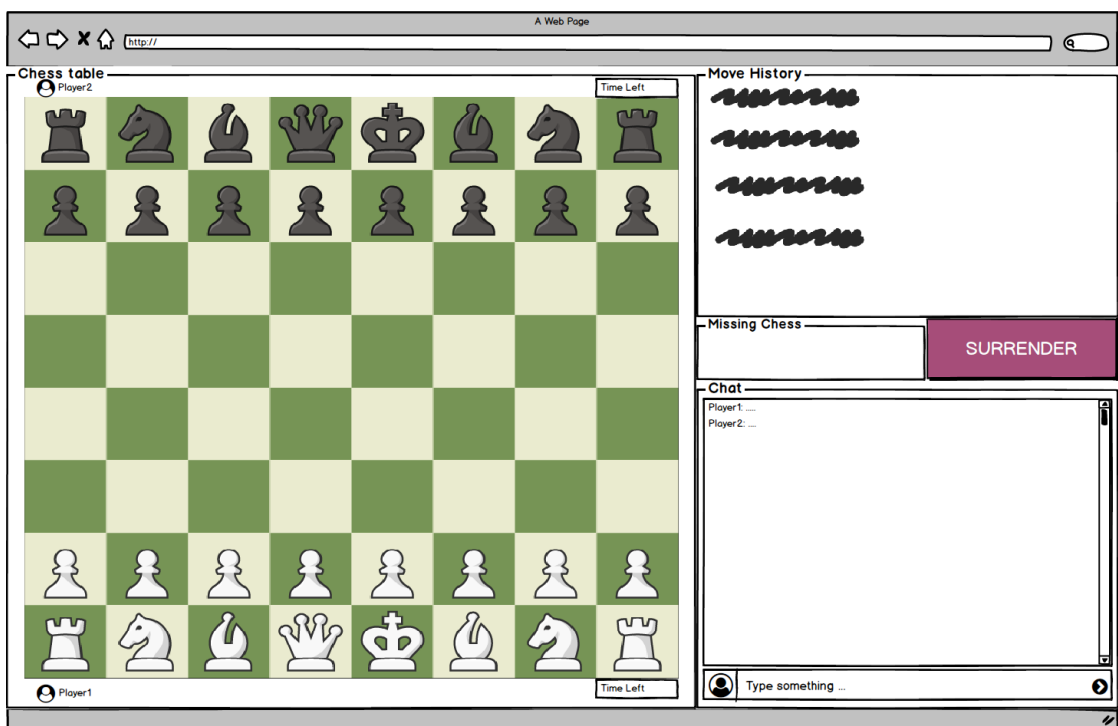 A Web Page
http://
Chess table
Player2
Time Left
Move History
Missing Chess
SURRENDER
Chat
Player1: .....
Player2: ....
Type something ...
Player1
Time Left